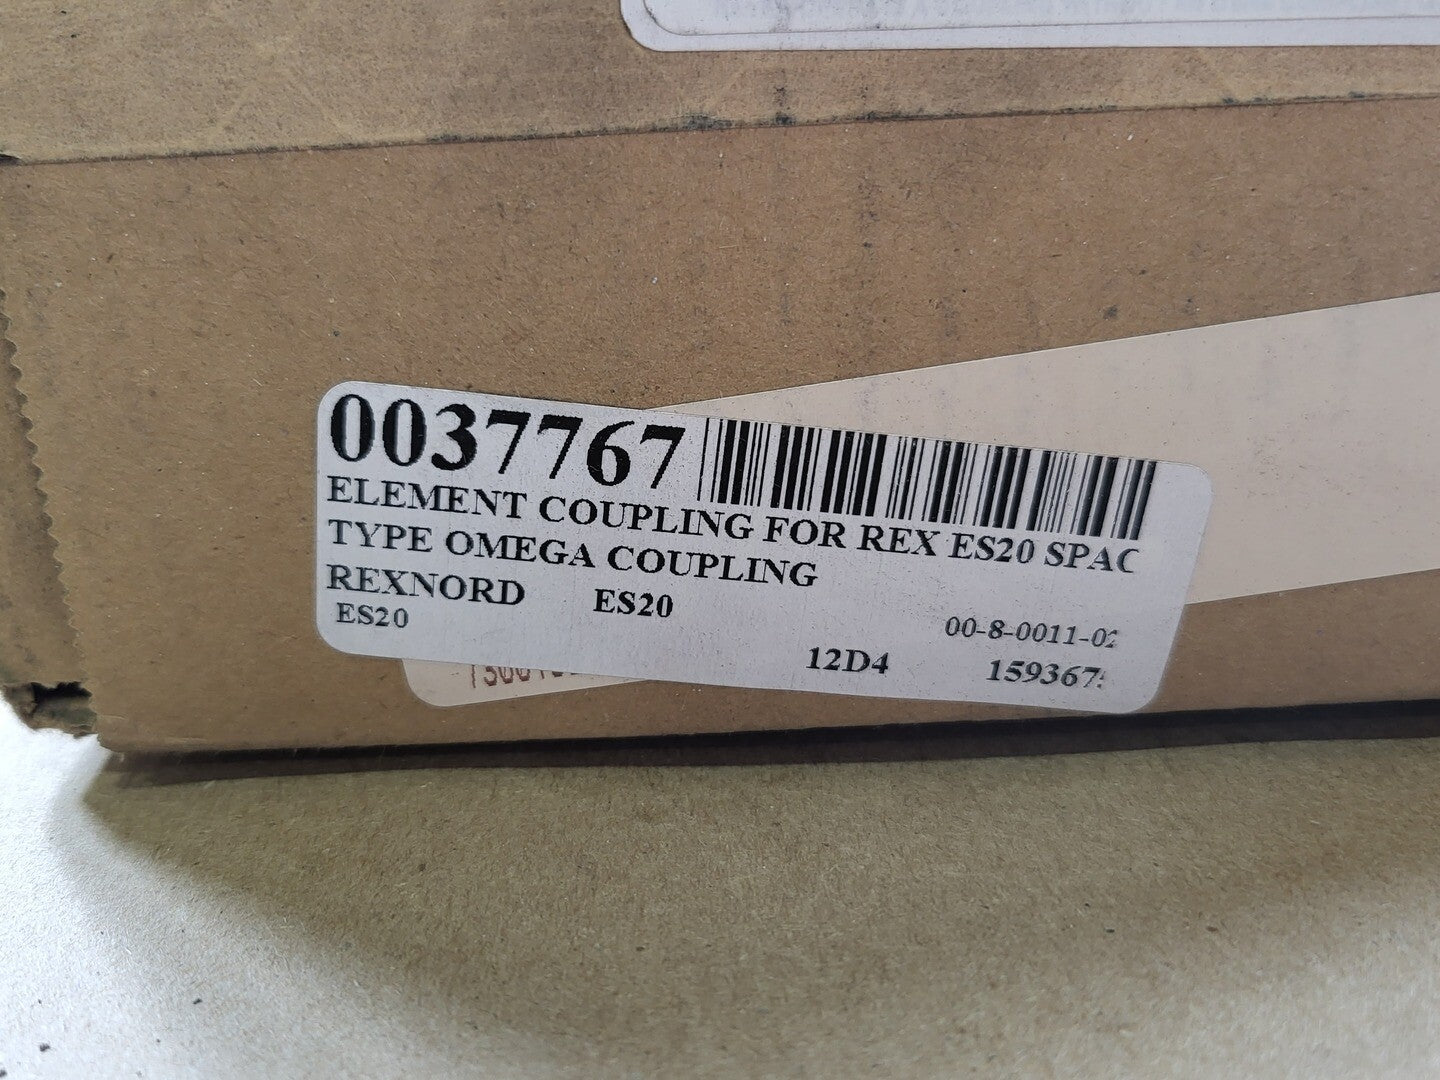 0037767
ELEMENT COUPLING FOR REX ES20 SPAC
TYPE OMEGA COUPLING
REXNORD ES20
ES20
00-8-0011-02
12D4 159367